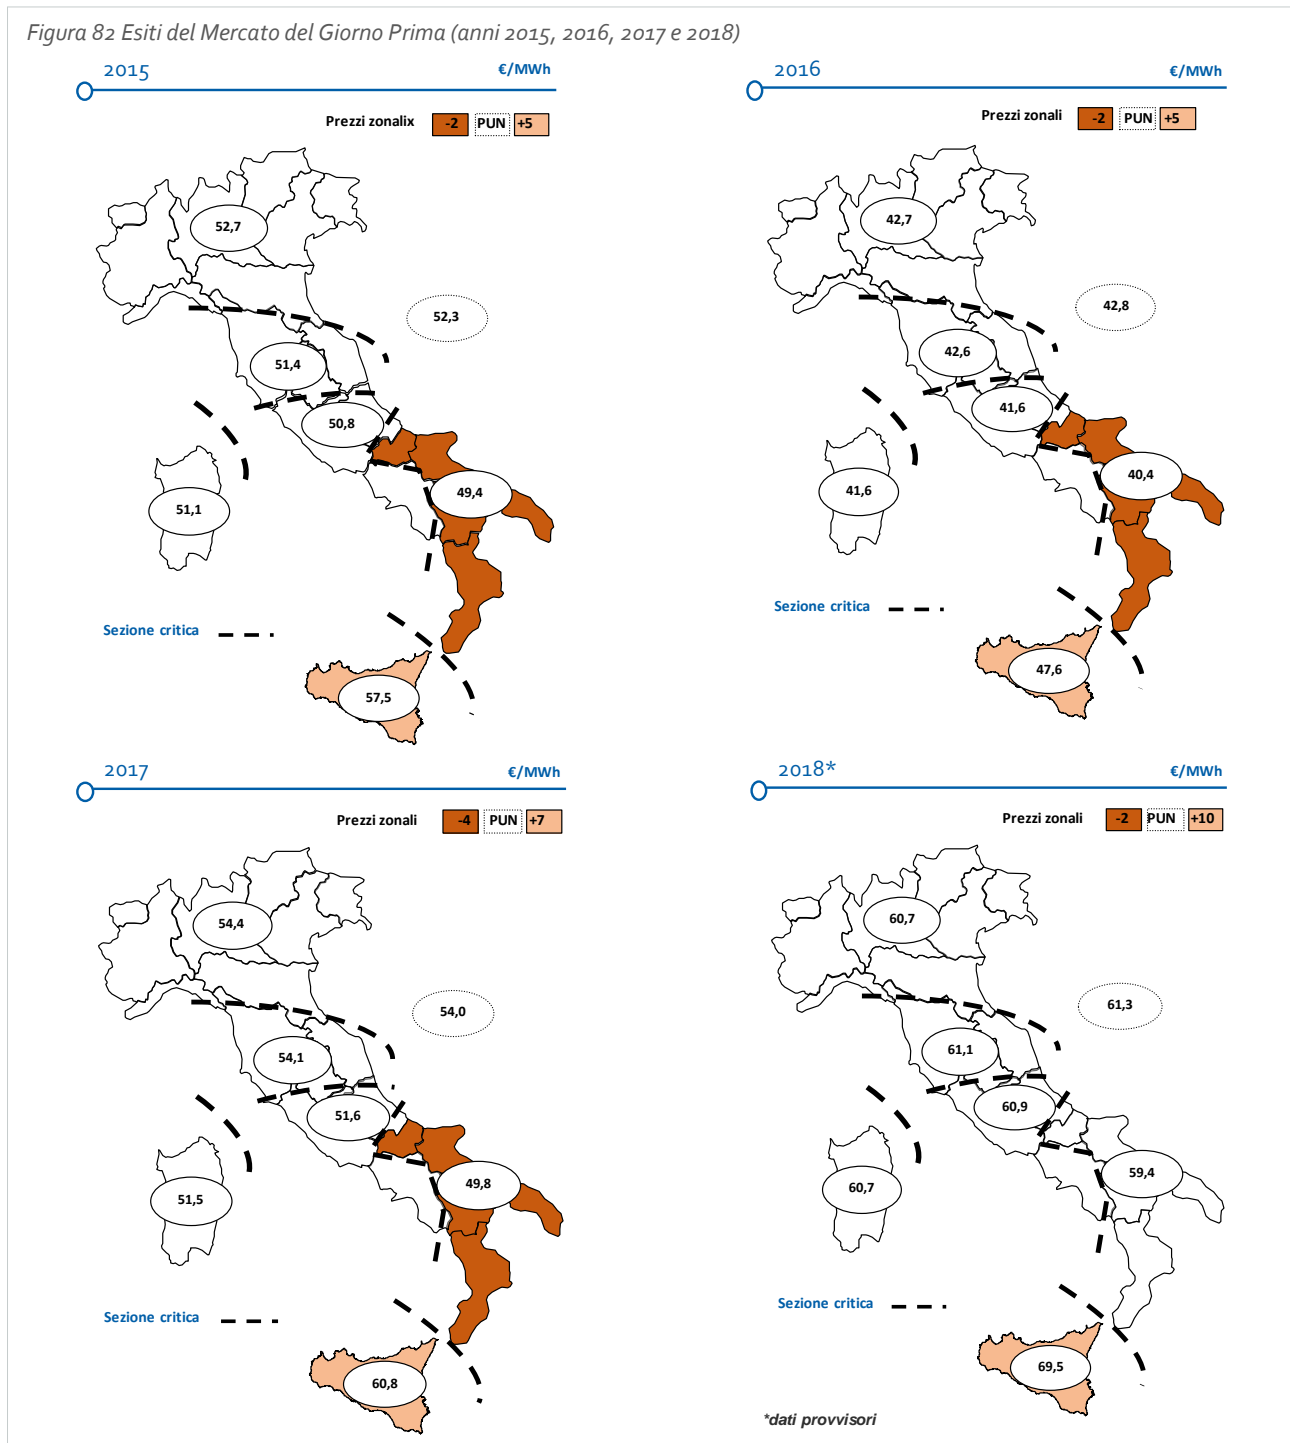 Figura 82 Esiti del Mercato del Giorno Prima (anni 2015, 2016, 2017 e 2018)
2015 €/MWh
Prezzi zonalix -2 PUN +5
52,7
52,3
51,4
50,8
49,4
51,1
Sezione critica
57,5
2016 €/MWh
Prezzi zonali -2 PUN +5
42,7
42,8
42,6
41,6
40,4
41,6
Sezione critica
47,6
2017 €/MWh
Prezzi zonali -4 PUN +7
54,4
54,0
54,1
51,6
49,8
51,5
Sezione critica
60,8
2018* €/MWh
Prezzi zonali -2 PUN +10
60,7
61,3
61,1
60,9
59,4
60,7
Sezione critica
69,5
*dati provvisori